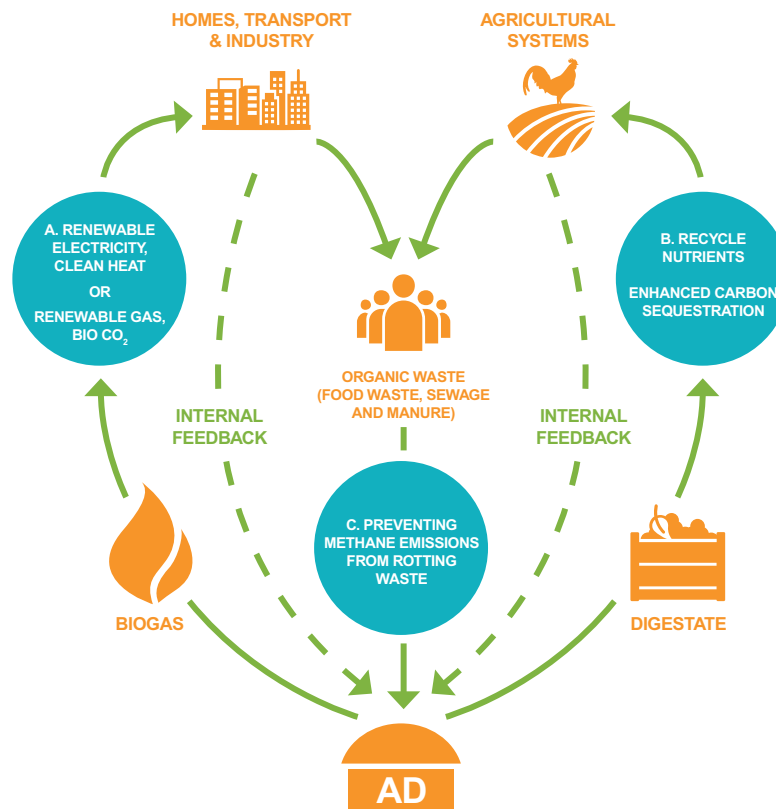 HOMES, TRANSPORT
& INDUSTRY
AGRICULTURAL
SYSTEMS
A. RENEWABLE
ELECTRICITY,
CLEAN HEAT
OR
RENEWABLE GAS,
BIO CO₂
B. RECYCLE
NUTRIENTS
ENHANCED CARBON
SEQUESTRATION
ORGANIC WASTE
(FOOD WASTE, SEWAGE
AND MANURE)
INTERNAL
FEEDBACK
INTERNAL
FEEDBACK
C. PREVENTING
METHANE EMISSIONS
FROM ROTTING
WASTE
BIOGAS
DIGESTATE
AD